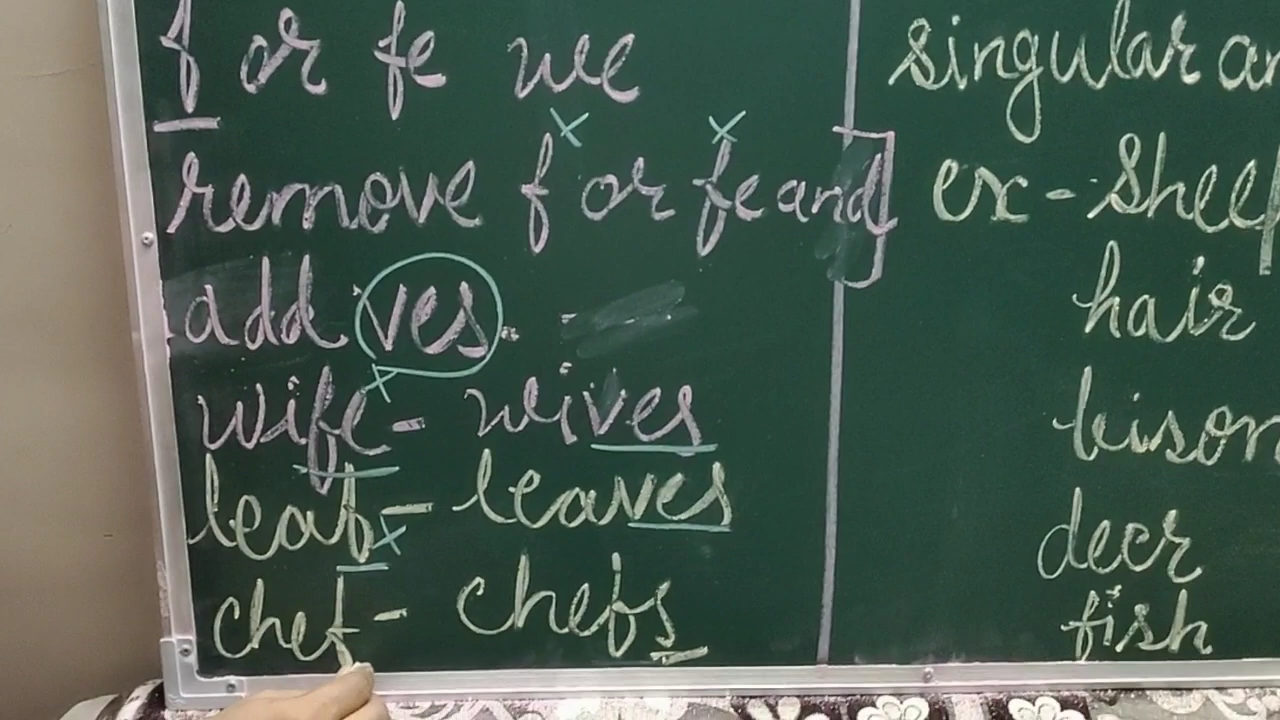 f or fe we
remove f or fe and
add ves.
wife - wives
leaf - leaves
chef - chefs
singular
ex - sheep
hair
bison
deer
fish